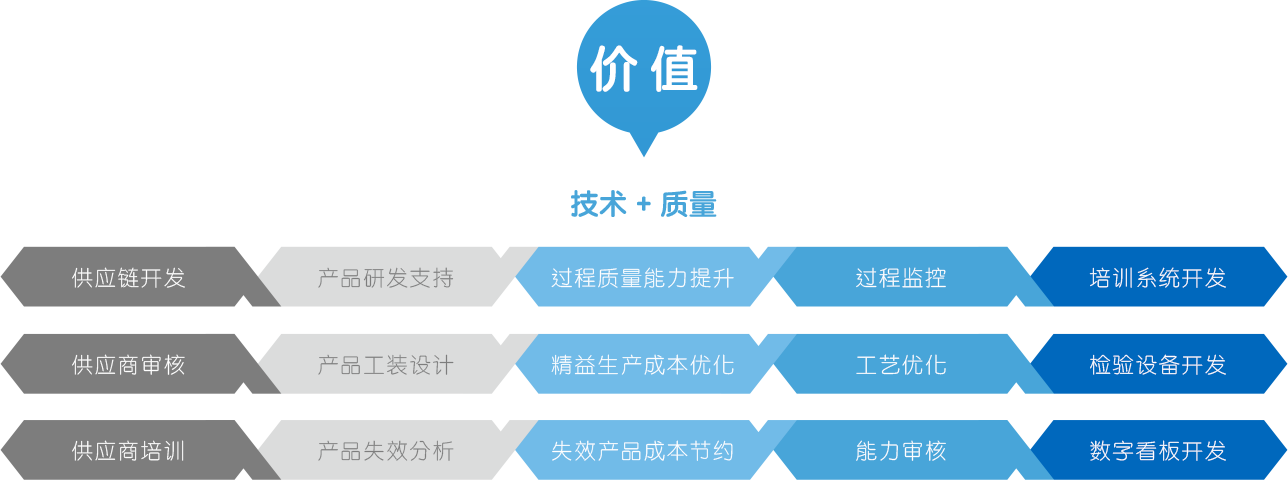 价值
技术 + 质量
供应链开发 产品研发支持 过程质量能力提升 过程监控 培训系统开发
供应商审核 产品工装设计 精益生产成本优化 工艺优化 检验设备开发
供应商培训 产品失效分析 失效产品成本节约 能力审核 数字看板开发